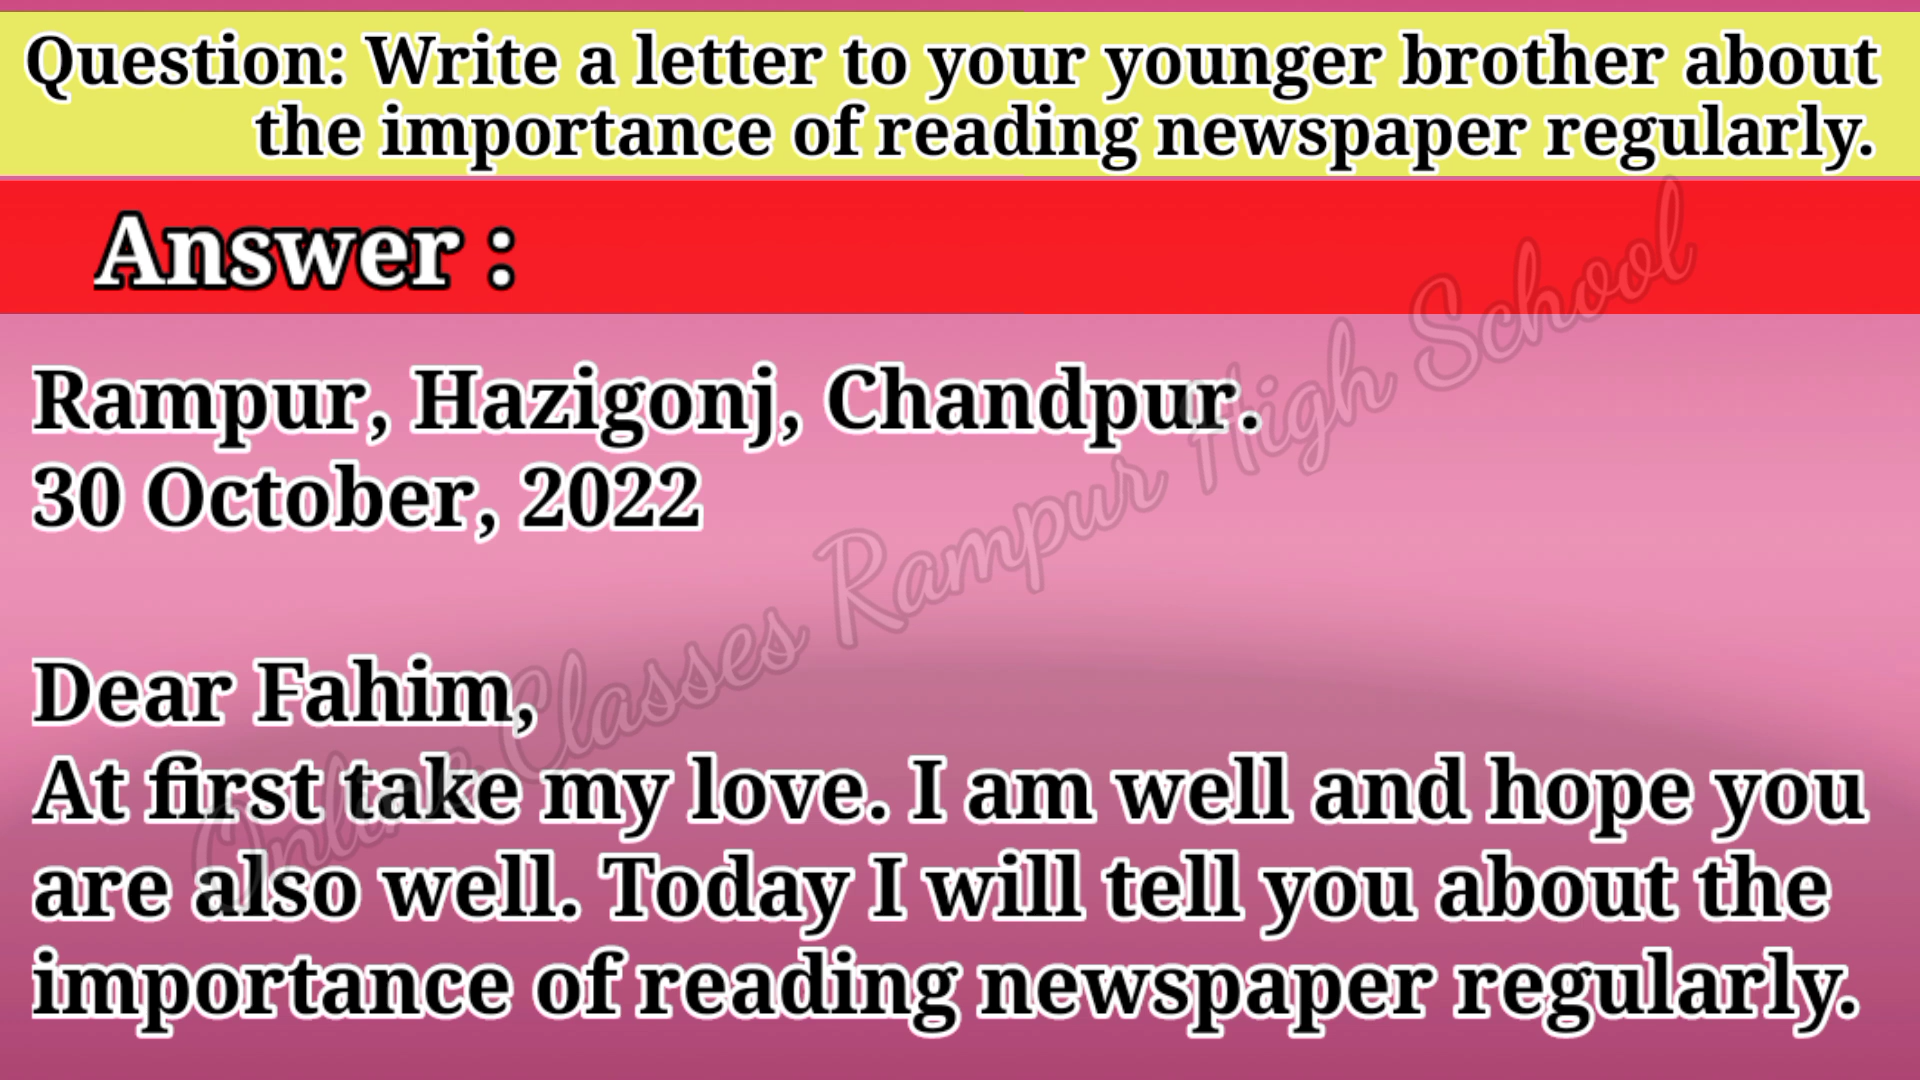 Question: Write a letter to your younger brother about
the importance of reading newspaper regularly.
Answer :
Rampur, Hazigonj, Chandpur.
30 October, 2022
Dear Fahim,
At first take my love. I am well and hope you
are also well. Today I will tell you about the
importance of reading newspaper regularly.
Online Classes Rampur High School